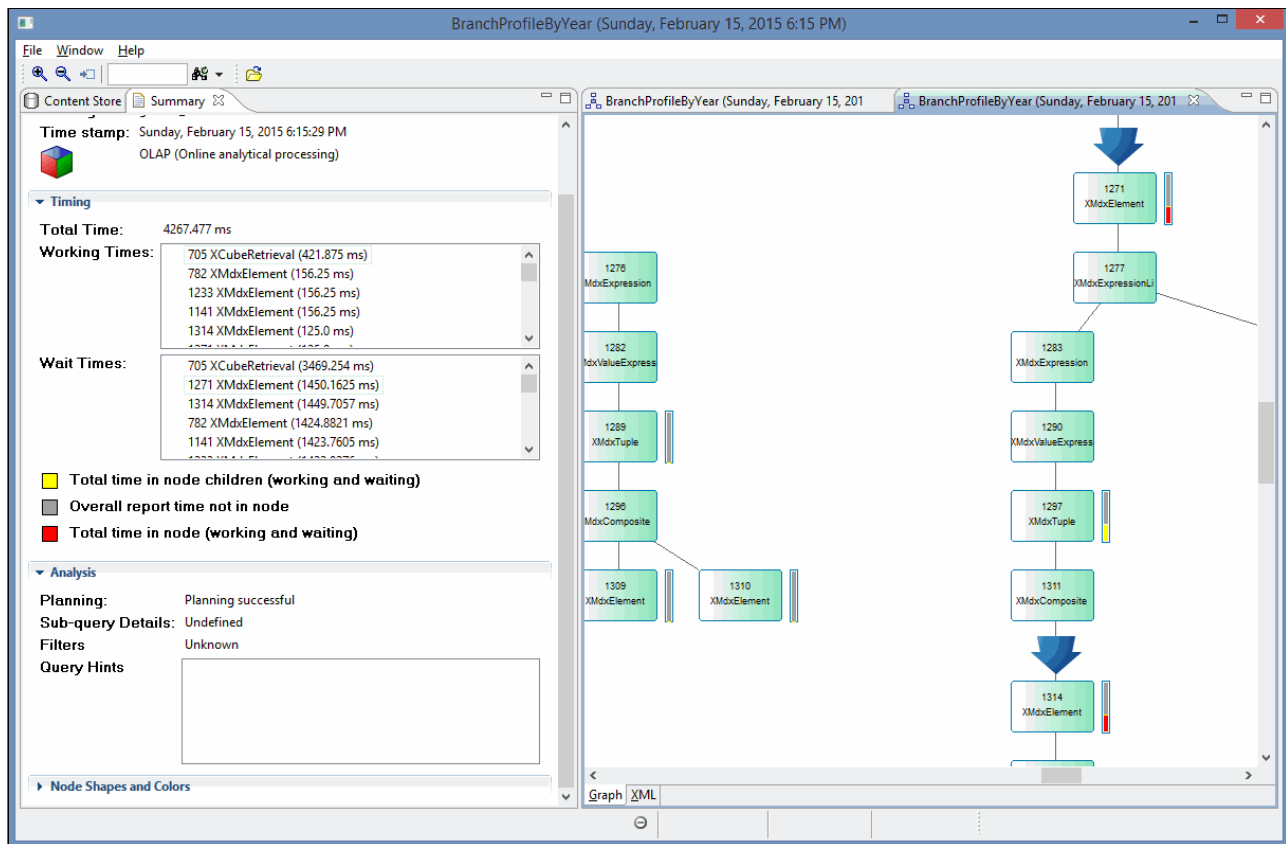 BranchProfileByYear (Sunday, February 15, 2015 6:15 PM)
File Window Help
Content Store
Summary
Time stamp: Sunday, February 15, 2015 6:15:29 PM
OLAP (Online analytical processing)
Timing
Total Time: 4267.477 ms
Working Times:
705 XCubeRetrieval (421.875 ms)
782 XMdxElement (156.25 ms)
1233 XMdxElement (156.25 ms)
1141 XMdxElement (156.25 ms)
1314 XMdxElement (125.0 ms)
Wait Times:
705 XCubeRetrieval (3469.254 ms)
1271 XMdxElement (1450.1625 ms)
1314 XMdxElement (1449.7057 ms)
782 XMdxElement (1424.8821 ms)
1141 XMdxElement (1423.7605 ms)
Total time in node children (working and waiting)
Overall report time not in node
Total time in node (working and waiting)
Analysis
Planning: Planning successful
Sub-query Details: Undefined
Filters Unknown
Query Hints
Node Shapes and Colors
BranchProfileByYear (Sunday, February 15, 201
BranchProfileByYear (Sunday, February 15, 201
1271
XMdxElement
1276
MdxExpression
1277
XMdxExpressionLi
1282
MdxValueExpress
1283
XMdxExpression
1289
XMdxTuple
1290
XMdxValueExpress
1296
MdxComposite
1297
XMdxTuple
1309
XMdxElement
1310
XMdxElement
1311
XMdxComposite
1314
XMdxElement
Graph XML